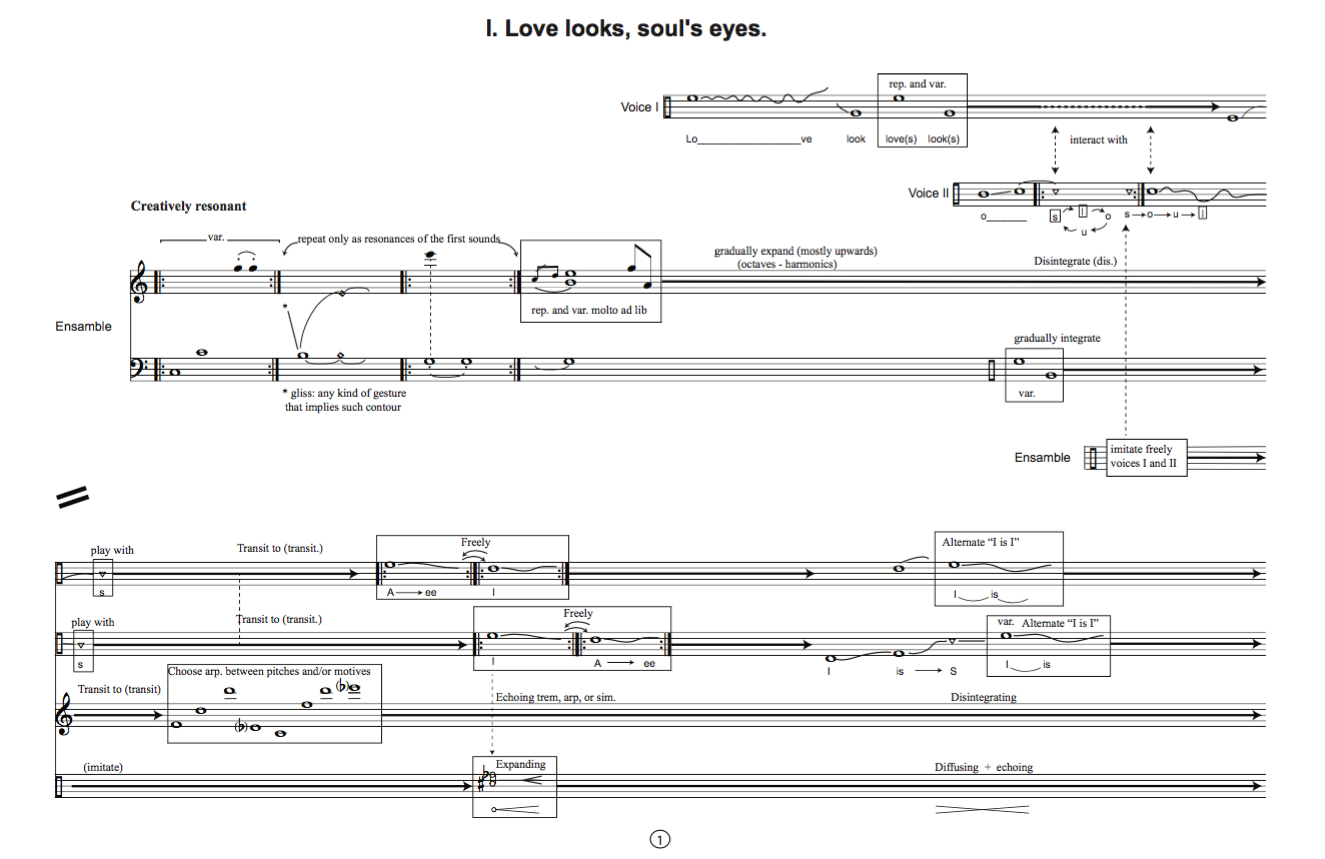 I. Love looks, soul's eyes.
rep. and var.
Voice I
Lo__________________ve look love(s) look(s)
interact with
Voice II
o_______ s l o u s→o→u→l
Creatively resonant
var.
repeat only as resonances of the first sounds
gradually expand (mostly upwards)
(octaves - harmonics)
Disintegrate (dis.)
*
rep. and var. molto ad lib
Ensamble
gradually integrate
* gliss: any kind of gesture
that implies such contour
var.
Ensamble
imitate freely
voices I and II
play with
Transit to (transit.)
Freely
Alternate “I is I”
s
A → ee I
I is
play with
Transit to (transit.)
Freely
var. Alternate “I is I”
s
I A → ee
I is → S
I is
Transit to (transit)
Choose arp. between pitches and/or motives
Echoing trem, arp, or sim.
Disintegrating
(imitate)
Expanding
Diffusing + echoing
1